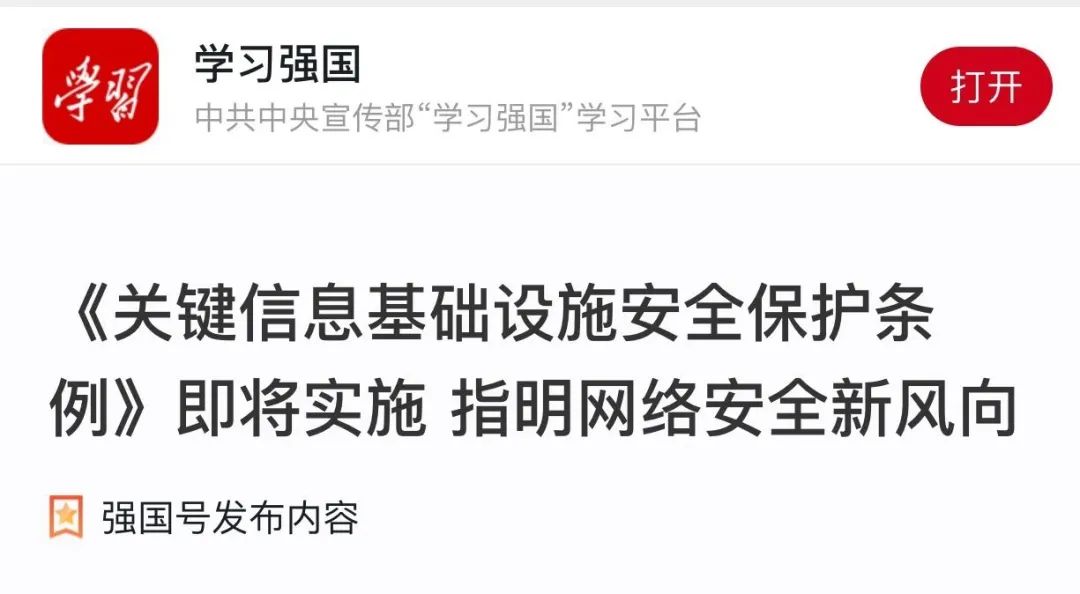 學習
学习强国
中共中央宣传部“学习强国”学习平台
打开
《关键信息基础设施安全保护条
例》即将实施 指明网络安全新风向
强国号发布内容